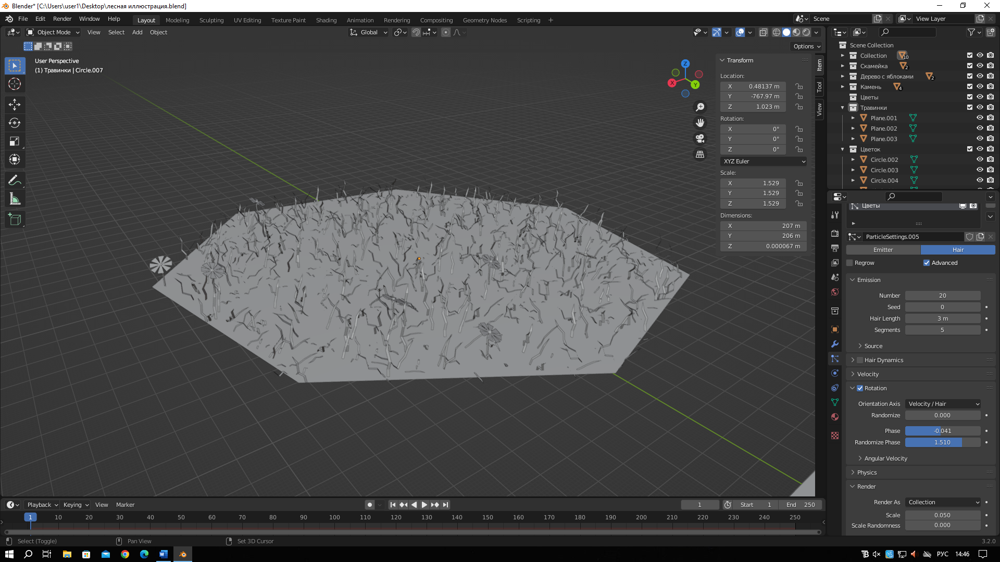 Blender* [C:\Users\user1\Desktop\лесная иллюстрация.blend]
File Edit Render Window Help Layout Modeling Sculpting UV Editing Texture Paint Shading Animation Rendering Compositing Geometry Nodes Scripting + Scene View Layer
Object Mode View Select Add Object Global
Options
User Perspective
(1) Травинки | Circle.007
Z
X
Y
Transform
Location:
X 0.48137 m
Y -767.97 m
Z 1.023 m
Rotation:
X 0°
Y 0°
Z 0°
XYZ Euler
Scale:
X 1.529
Y 1.529
Z 1.529
Dimensions:
X 207 m
Y 206 m
Z 0.000067 m
Item
Tool
View
Scene Collection
Collection 10
Скамейка 2
Дерево с яблоками 2
Камень 4
Цветы
Травинки
Plane.001
Plane.002
Plane.003
Цветок
Circle.002
Circle.003
Circle.004
Цветы
ParticleSettings.005
Emitter Hair
Regrow Advanced
Emission
Number 20
Seed 0
Hair Length 3 m
Segments 5
Source
Hair Dynamics
Velocity
Rotation
Orientation Axis Velocity / Hair
Randomize 0.000
Phase -0.041
Randomize Phase 1.510
Angular Velocity
Physics
Render
Render As Collection
Scale 0.050
Scale Randomness 0.000
Playback Keying View Marker 1 Start 1 End 250
1 10 20 30 40 50 60 70 80 90 100 110 120 130 140 150 160 170 180 190 200 210 220 230 240 250
Select (Toggle) Pan View Set 3D Cursor 3.2.0
РУС 14:46